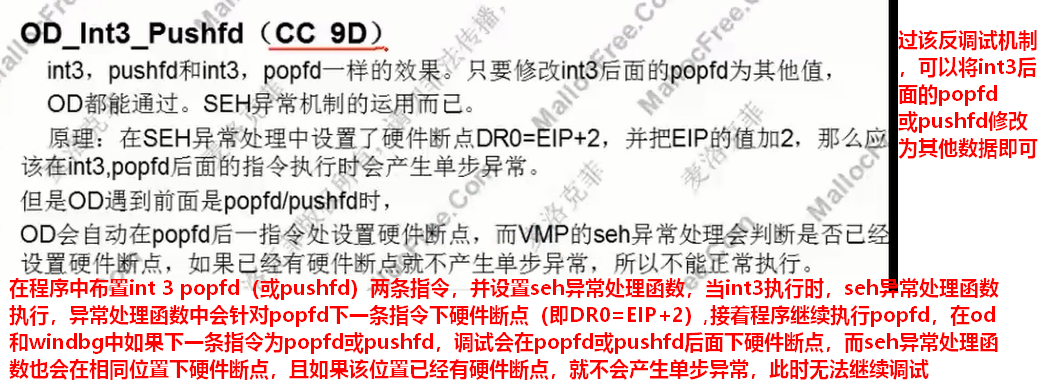 OD_Int3_Pushfd（CC 9D）
int3，pushfd和int3，popfd一样的效果。只要修改int3后面的popfd为其他值，
OD都能通过。SEH异常机制的运用而已。
原理：在SEH异常处理中设置了硬件断点DR0=EIP+2，并把EIP的值加2，那么应
该在int3,popfd后面的指令执行时会产生单步异常。
但是OD遇到前面是popfd/pushfd时，
OD会自动在popfd后一指令处设置硬件断点，而VMP的seh异常处理会判断是否已经
设置硬件断点，如果已经有硬件断点就不产生单步异常，所以不能正常执行。
过该反调试机制
，可以将int3后
面的popfd
或pushfd修改
为其他数据即可
在程序中布置int 3 popfd（或pushfd）两条指令，并设置seh异常处理函数，当int3执行时，seh异常处理函数
执行，异常处理函数中会针对popfd下一条指令下硬件断点（即DR0=EIP+2）,接着程序继续执行popfd，在od
和windbg中如果下一条指令为popfd或pushfd，调试会在popfd或pushfd后面下硬件断点，而seh异常处理函
数也会在相同位置下硬件断点，且如果该位置已经有硬件断点，就不会产生单步异常，此时无法继续调试
MallocFree.Com
麦洛克菲